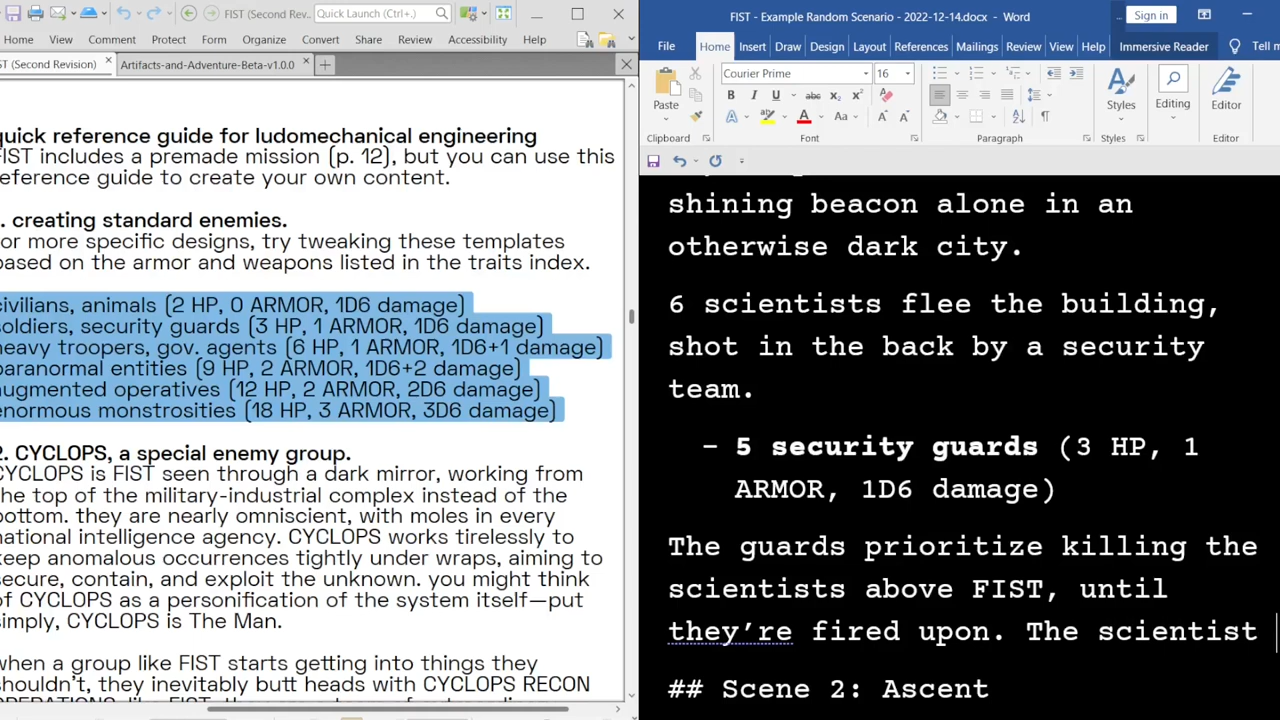 FIST (Second Rev...
Quick Launch (Ctrl+.)
Home View Comment Protect Form Organize Convert Share Review Accessibility Help
ST (Second Revision) Artifacts-and-Adventure-Beta-v1.0.0
quick reference guide for ludomechanical engineering
FIST includes a premade mission (p. 12), but you can use this
reference guide to create your own content.
. creating standard enemies.
or more specific designs, try tweaking these templates
based on the armor and weapons listed in the traits index.
civilians, animals (2 HP, 0 ARMOR, 1D6 damage)
soldiers, security guards (3 HP, 1 ARMOR, 1D6 damage)
heavy troopers, gov. agents (6 HP, 1 ARMOR, 1D6+1 damage)
paranormal entities (9 HP, 2 ARMOR, 1D6+2 damage)
augmented operatives (12 HP, 2 ARMOR, 2D6 damage)
enormous monstrosities (18 HP, 3 ARMOR, 3D6 damage)
2. CYCLOPS, a special enemy group.
CYCLOPS is FIST seen through a dark mirror, working from
the top of the military-industrial complex instead of the
bottom. they are nearly omniscient, with moles in every
national intelligence agency. CYCLOPS works tirelessly to
keep anomalous occurrences tightly under wraps, aiming to
secure, contain, and exploit the unknown. you might think
of CYCLOPS as a personification of the system itself—put
simply, CYCLOPS is The Man.
when a group like FIST starts getting into things they
shouldn't, they inevitably butt heads with CYCLOPS RECON
FIST - Example Random Scenario - 2022-12-14.docx - Word
... Sign in
File Home Insert Draw Design Layout References Mailings Review View Help Immersive Reader Tell m
Courier Prime 16
Paste
Styles Editing Editor
Clipboard Font Paragraph Styles Editor
shining beacon alone in an
otherwise dark city.
6 scientists flee the building,
shot in the back by a security
team.
- 5 security guards (3 HP, 1
ARMOR, 1D6 damage)
The guards prioritize killing the
scientists above FIST, until
they’re fired upon. The scientist
## Scene 2: Ascent